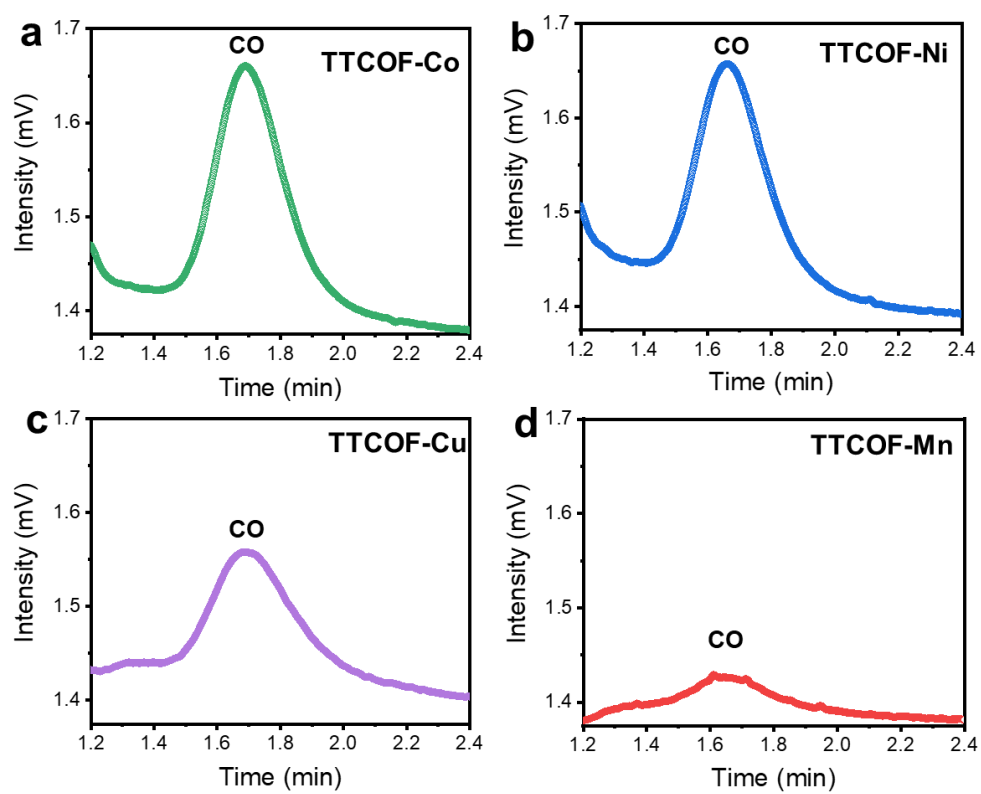 a
CO
TTCOF-Co
1.7
1.6
1.5
1.4
Intensity (mV)
1.2 1.4 1.6 1.8 2.0 2.2 2.4
Time (min)
b
CO
TTCOF-Ni
1.7
1.6
1.5
1.4
Intensity (mV)
1.2 1.4 1.6 1.8 2.0 2.2 2.4
Time (min)
c
TTCOF-Cu
CO
1.7
1.6
1.5
1.4
Intensity (mV)
1.2 1.4 1.6 1.8 2.0 2.2 2.4
Time (min)
d
TTCOF-Mn
CO
1.7
1.6
1.5
1.4
Intensity (mV)
1.2 1.4 1.6 1.8 2.0 2.2 2.4
Time (min)